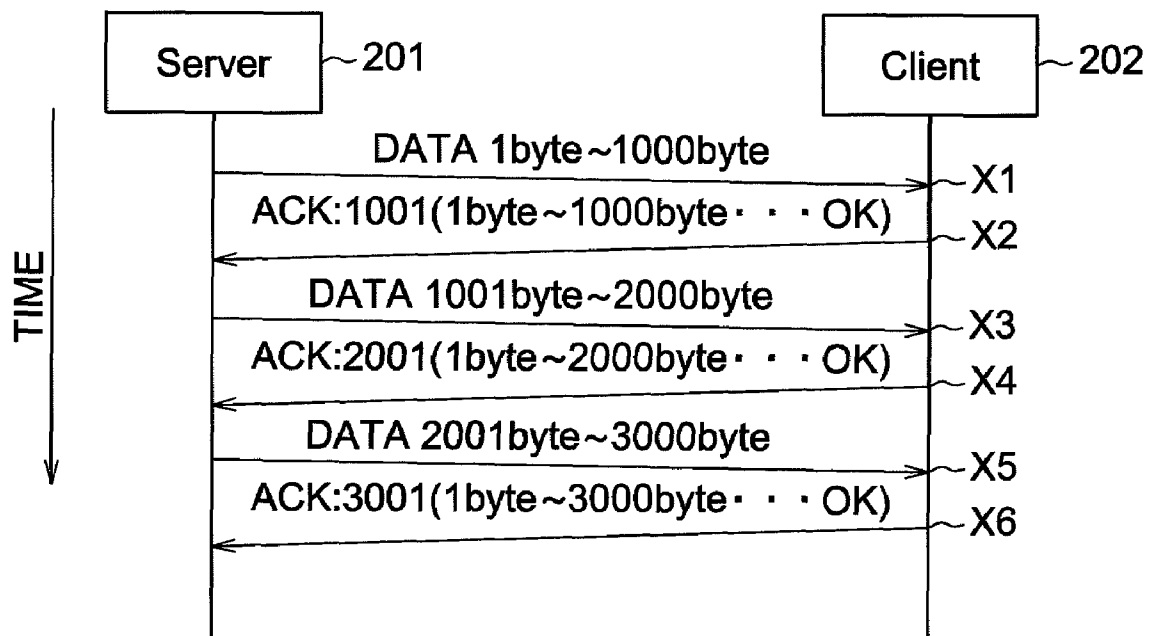 Server
201
Client
202
TIME
DATA 1byte~1000byte
X1
ACK:1001(1byte~1000byte・・・OK)
X2
DATA 1001byte~2000byte
X3
ACK:2001(1byte~2000byte・・・OK)
X4
DATA 2001byte~3000byte
X5
ACK:3001(1byte~3000byte・・・OK)
X6